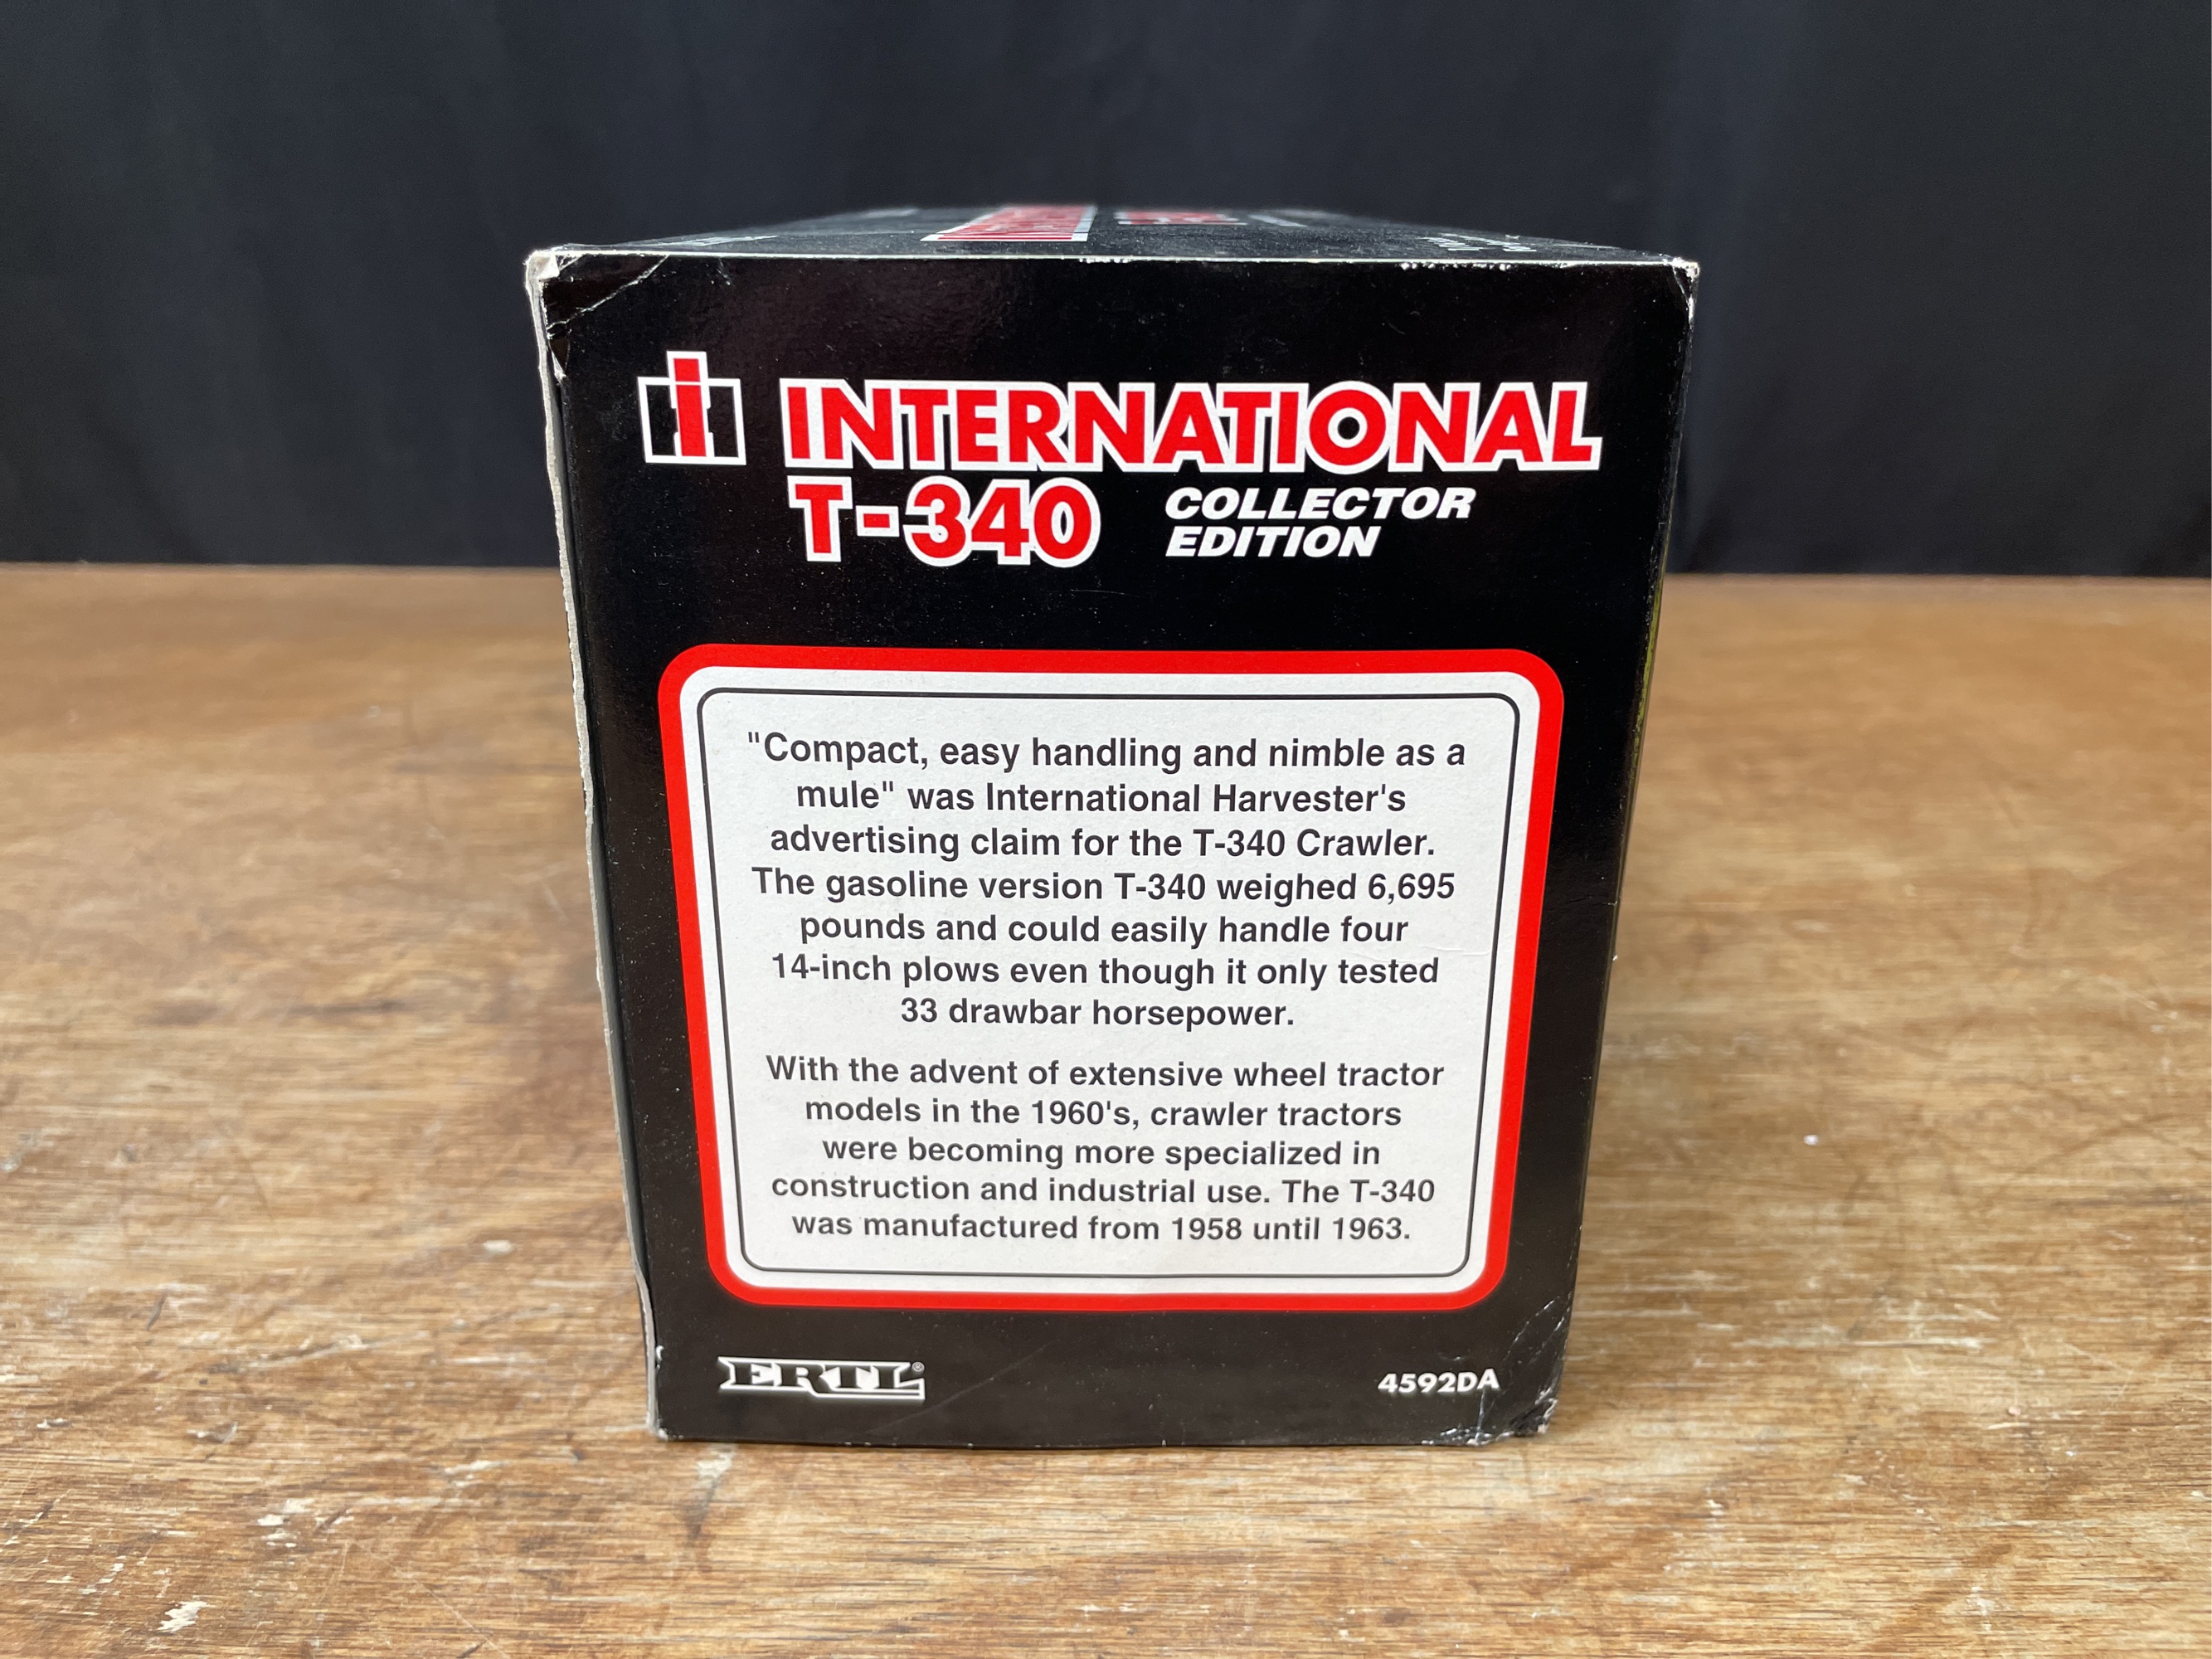 IH INTERNATIONAL
T-340 COLLECTOR
EDITION
"Compact, easy handling and nimble as a
mule" was International Harvester's
advertising claim for the T-340 Crawler.
The gasoline version T-340 weighed 6,695
pounds and could easily handle four
14-inch plows even though it only tested
33 drawbar horsepower.
With the advent of extensive wheel tractor
models in the 1960's, crawler tractors
were becoming more specialized in
construction and industrial use. The T-340
was manufactured from 1958 until 1963.
ERTL®
4592DA